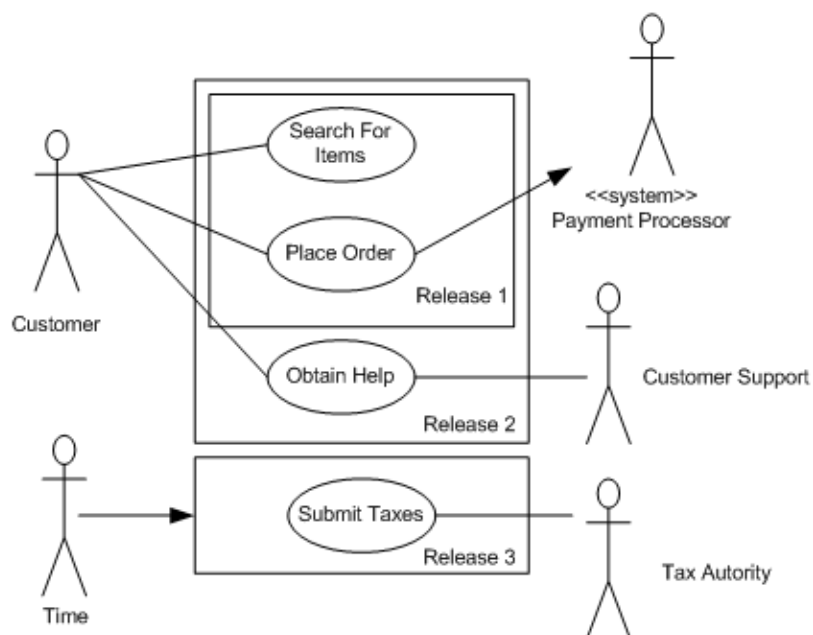 Search For
Items
<<system>>
Payment Processor
Place Order
Release 1
Customer
Obtain Help
Customer Support
Release 2
Submit Taxes
Release 3
Tax Autority
Time